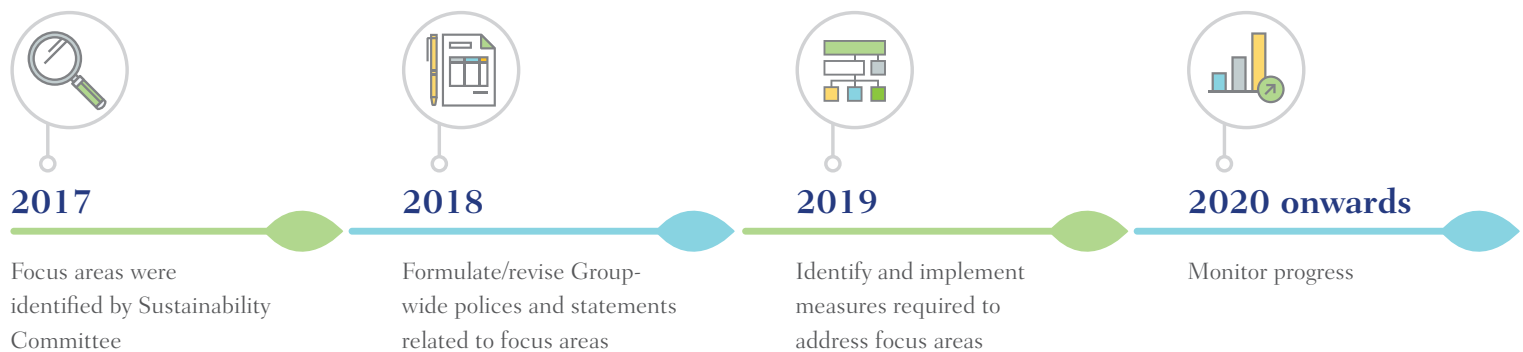 2017
Focus areas were
identified by Sustainability
Committee
2018
Formulate/revise Group-
wide polices and statements
related to focus areas
2019
Identify and implement
measures required to
address focus areas
2020 onwards
Monitor progress